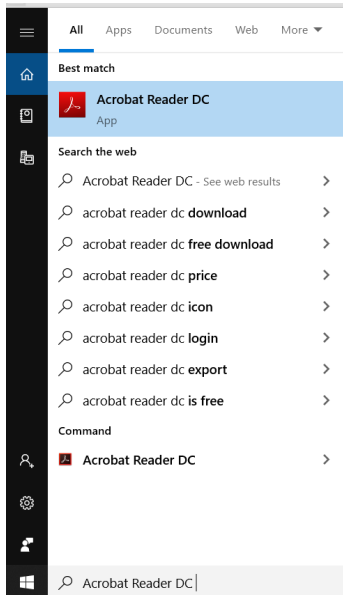 All Apps Documents Web More
Best match
Acrobat Reader DC
App
Search the web
Acrobat Reader DC - See web results
acrobat reader dc download
acrobat reader dc free download
acrobat reader dc price
acrobat reader dc icon
acrobat reader dc login
acrobat reader dc export
acrobat reader dc is free
Command
Acrobat Reader DC
Acrobat Reader DC